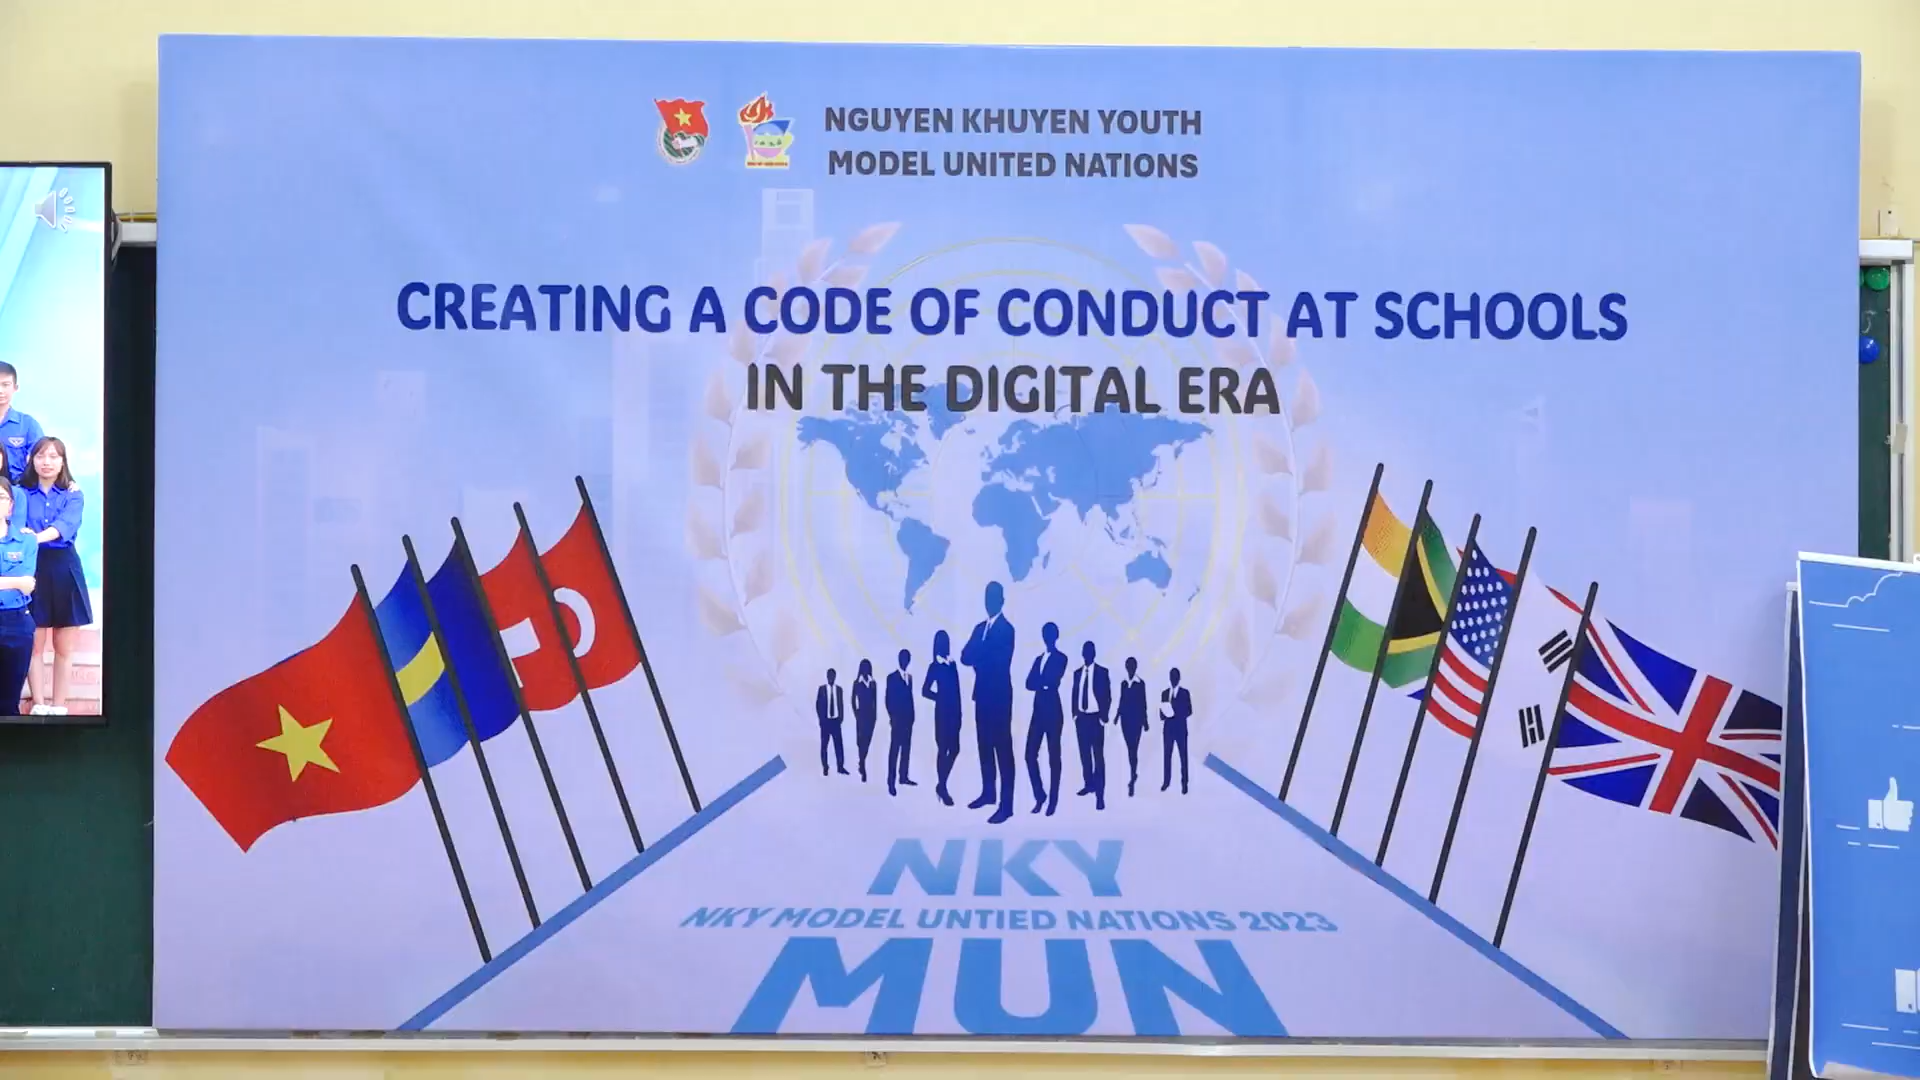 NGUYEN KHUYEN YOUTH
MODEL UNITED NATIONS
CREATING A CODE OF CONDUCT AT SCHOOLS
IN THE DIGITAL ERA
NKY
NKY MODEL UNTIED NATIONS 2023
MUN